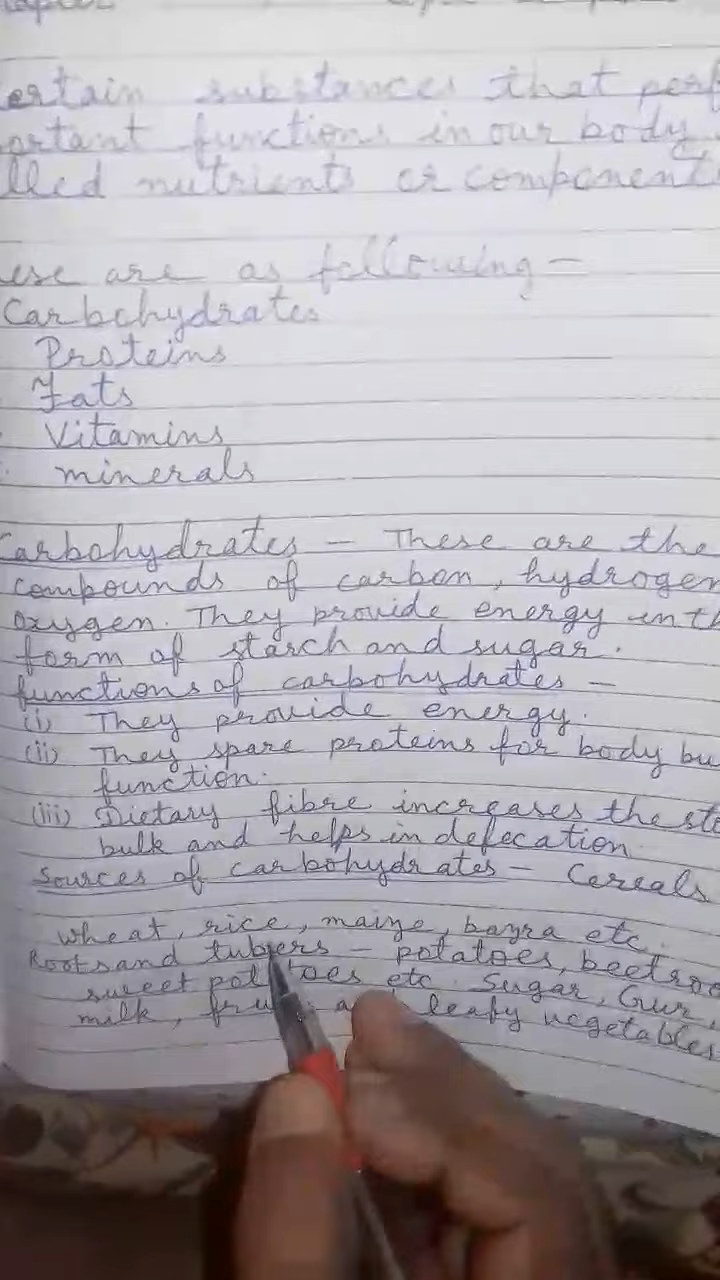 ertain substances that perf
ortant functions in our body
lled nutrients or component
ese are as following -
Carbohydrates
Proteins
Fats
Vitamins
minerals
Carbohydrates - These are the
compounds of carbon, hydrogen
oxygen. They provide energy in th
form of starch and sugar.
functions of carbohydrates -
(i) They provide energy.
(ii) They spare proteins for body bu
function.
(iii) Dietary fibre increases the sto
bulk and helps in defecation
Sources of carbohydrates - Cereals
wheat, rice, maize, bazra etc.
Roots and tubers - potatoes, beetroo
sweet potatoes etc. Sugar, Gur,
milk, fru a leafy vegetables